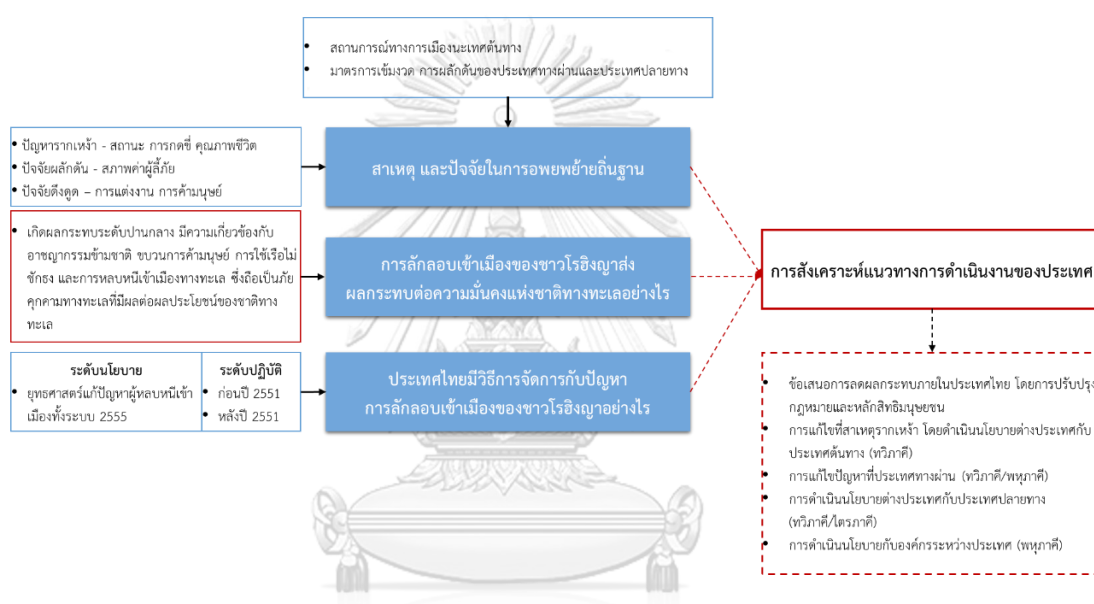 • สถานการณ์ทางการเมืองนะเทศต้นทาง
• มาตรการเข้มงวด การผลักดันของประเทศทางผ่านและประเทศปลายทาง
• ปัญหารากเหง้า - สถานะ การกดขี่ คุณภาพชีวิต
• ปัจจัยผลักดัน - สภาพค่าผู้ลี้ภัย
• ปัจจัยดึงดูด – การแต่งงาน การค้ามนุษย์
สาเหตุ และปัจจัยในการอพยพย้ายถิ่นฐาน
• เกิดผลกระทบระดับปานกลาง มีความเกี่ยวข้องกับ
อาชญากรรมข้ามชาติ ขบวนการค้ามนุษย์ การใช้เรือไม่
ชักธง และการหลบหนีเข้าเมืองทางทะเล ซึ่งถือเป็นภัย
คุกคามทางทะเลที่มีผลต่อผลประโยชน์ของชาติทาง
ทะเล
การลักลอบเข้าเมืองของชาวโรฮิงญาส่ง
ผลกระทบต่อความมั่นคงแห่งชาติทางทะเลอย่างไร
ระดับนโยบาย
• ยุทธศาสตร์แก้ปัญหาผู้หลบหนีเข้า
เมืองทั้งระบบ 2555
ระดับปฏิบัติ
• ก่อนปี 2551
• หลังปี 2551
ประเทศไทยมีวิธีการจัดการกับปัญหา
การลักลอบเข้าเมืองของชาวโรฮิงญาอย่างไร
การสังเคราะห์แนวทางการดำเนินงานของประเทศ
• ข้อเสนอการลดผลกระทบภายในประเทศไทย โดยการปรับปรุง
กฎหมายและหลักสิทธิมนุษยชน
• การแก้ไขที่สาเหตุรากเหง้า โดยดำเนินนโยบายต่างประเทศกับ
ประเทศต้นทาง (ทวิภาคี)
• การแก้ไขปัญหาที่ประเทศทางผ่าน (ทวิภาคี/พหุภาคี)
• การดำเนินนโยบายต่างประเทศกับประเทศปลายทาง
(ทวิภาคี/ไตรภาคี)
• การดำเนินนโยบายกับองค์กรระหว่างประเทศ (พหุภาคี)